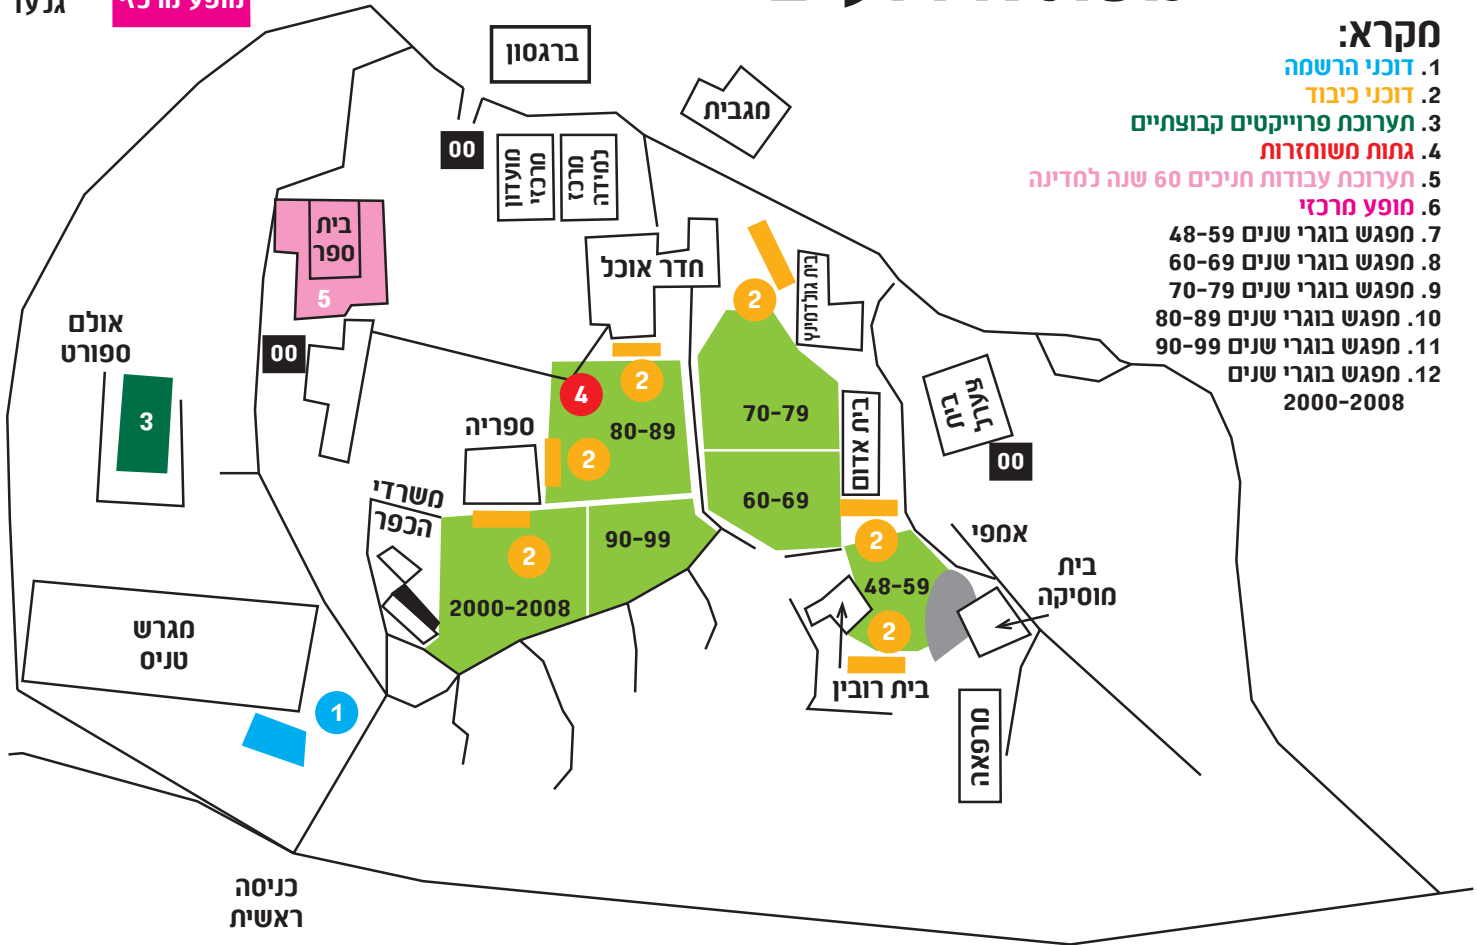 מופע מרכזי
מקרא:
1. דוכני הרשמה
2. דוכני כיבוד
3. תערוכת פרוייקטים קבוצתיים
4. גתות משוחזרות
5. תערוכת עבודות חניכים 60 שנה למדינה
6. מופע מרכזי
7. מפגש בוגרי שנים 48-59
8. מפגש בוגרי שנים 60-69
9. מפגש בוגרי שנים 70-79
10. מפגש בוגרי שנים 80-89
11. מפגש בוגרי שנים 90-99
12. מפגש בוגרי שנים
2000-2008
ברגסון
מגבית
00
מועדון
מרכזי
מרכז
למידה
בית
ספר
5
חדר אוכל
2
בית גולדמינץ
אולם
ספורט
3
00
4
2
80-89
2
70-79
60-69
בית אדום
בית
יערי
00
ספריה
משרדי
הכפר
2
90-99
2000-2008
2
48-59
2
אמפי
בית
מוסיקה
בית רובין
מרפאה
מגרש
טניס
1
כניסה
ראשית